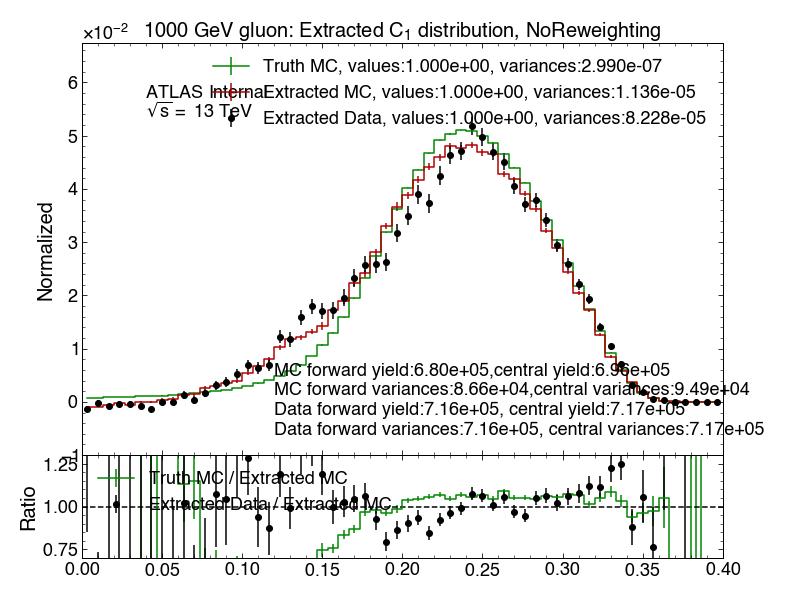 ×10⁻² 1000 GeV gluon: Extracted C₁ distribution, NoReweighting
Truth MC, values:1.000e+00, variances:2.990e-07
ATLAS Internal
Extracted MC, values:1.000e+00, variances:1.136e-05
√s = 13 TeV
Extracted Data, values:1.000e+00, variances:8.228e-05
6
5
4
3
2
1
0
1
Normalized
MC forward yield:6.80e+05,central yield:6.96e+05
MC forward variances:8.66e+04,central variances:9.49e+04
Data forward yield:7.16e+05, central yield:7.17e+05
Data forward variances:7.16e+05, central variances:7.17e+05
1.25
1.00
0.75
Ratio
Truth MC / Extracted MC
Extracted Data / Extracted MC
0.00 0.05 0.10 0.15 0.20 0.25 0.30 0.35 0.40